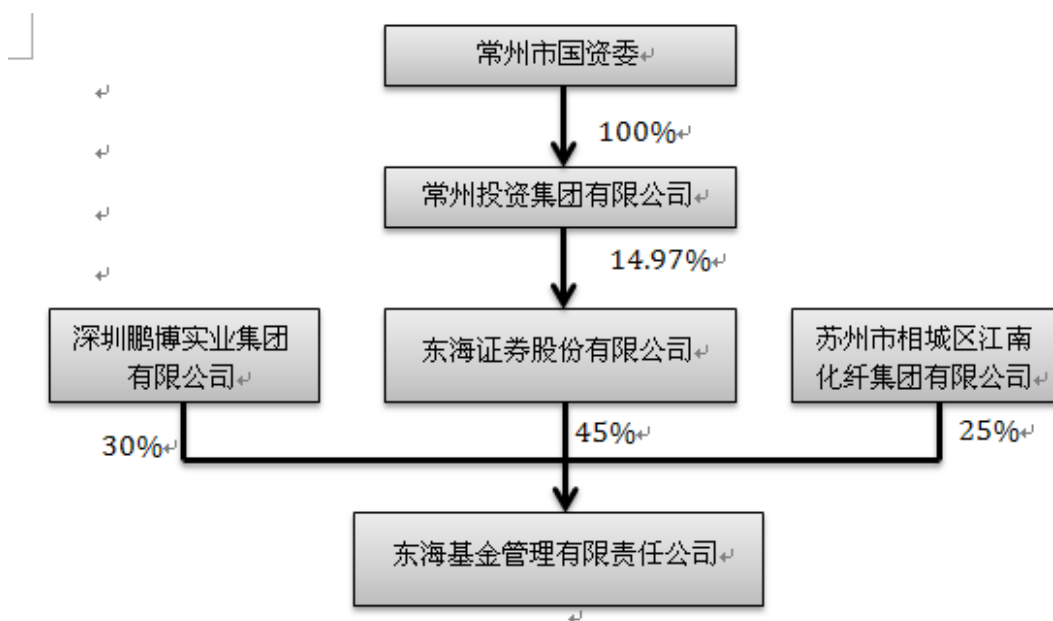 常州市国资委
100%
常州投资集团有限公司
14.97%
深圳鹏博实业集团
有限公司
东海证券股份有限公司
苏州市相城区江南
化纤集团有限公司
30%
45%
25%
东海基金管理有限责任公司